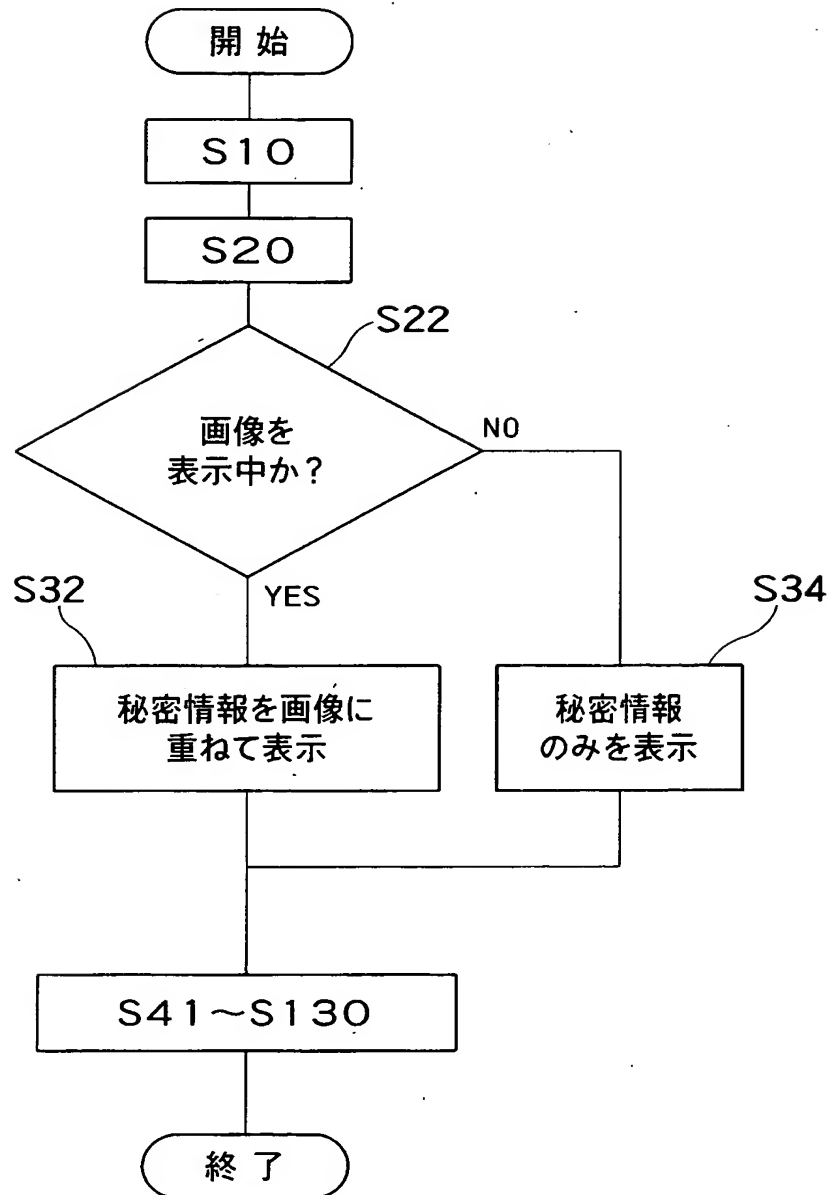 開始
S10
S20
S22
画像を
表示中か？
NO
YES
S32
S34
秘密情報を画像に
重ねて表示
秘密情報
のみを表示
S41～S130
終了